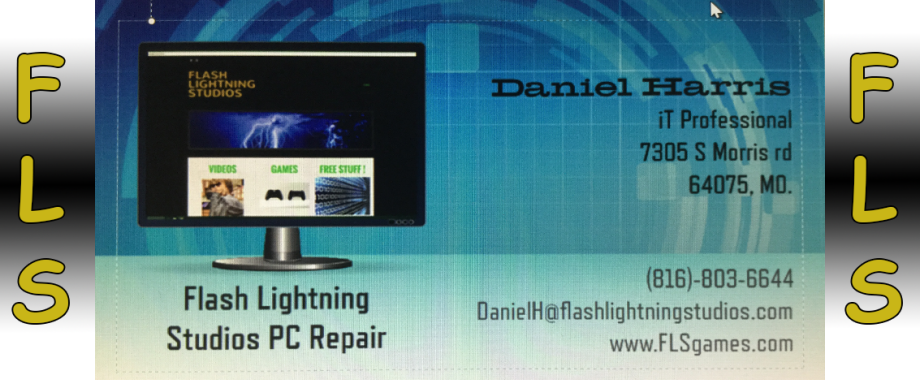 F
L
S
FLASH
LIGHTNING
STUDIOS
VIDEOS
GAMES
FREE STUFF !
Flash Lightning
Studios PC Repair
Daniel Harris
iT Professional
7305 S Morris rd
64075, MO.
(816)-803-6644
DanielH@flashlightningstudios.com
www.FLSgames.com
F
L
S